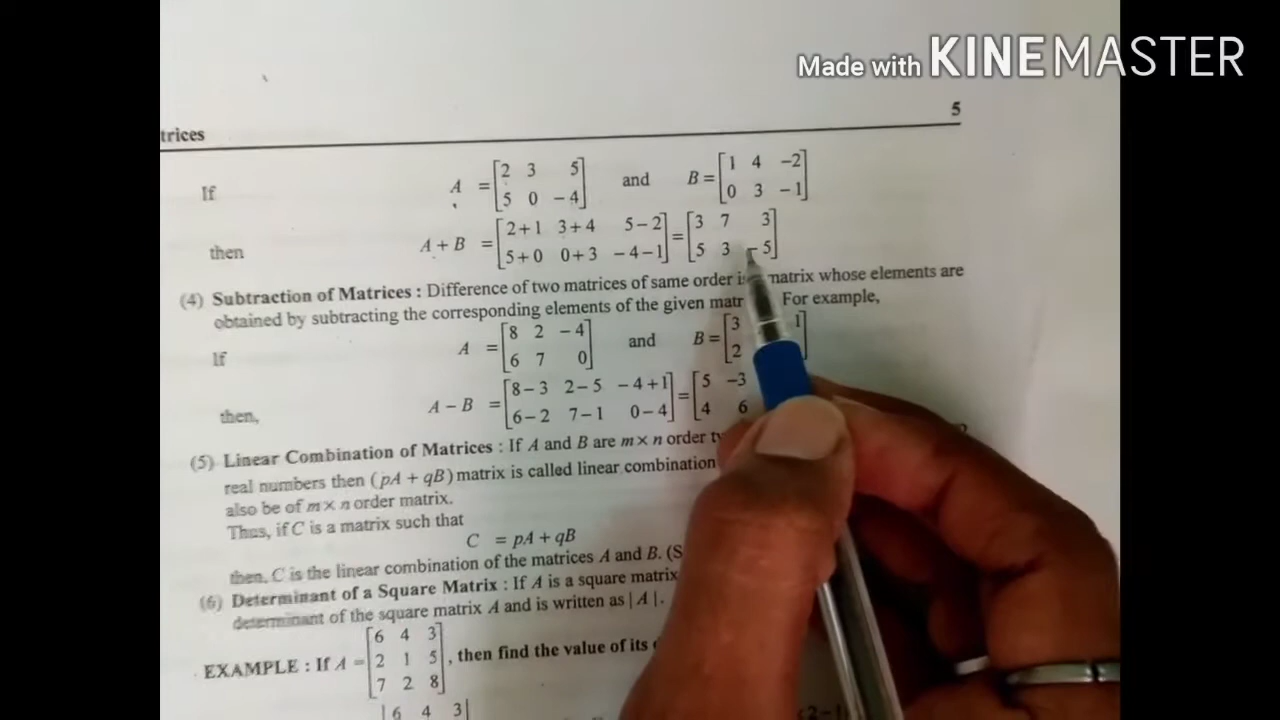 Made with KINEMASTER
trices 5
If A = [2 3 5 / 5 0 -4] and B = [1 4 -2 / 0 3 -1]
then A + B = [2+1 3+4 5-2 / 5+0 0+3 -4-1] = [3 7 3 / 5 3 -5]
(4) Subtraction of Matrices : Difference of two matrices of same order is matrix whose elements are
obtained by subtracting the corresponding elements of the given matr For example,
If A = [8 2 -4 / 6 7 0] and B = [3 1 / 2
then, A - B = [8-3 2-5 -4+1 / 6-2 7-1 0-4] = [5 -3 / 4 6
(5) Linear Combination of Matrices : If A and B are m × n order
real numbers then (pA + qB) matrix is called linear combination
also be of m × n order matrix.
Thus, if C is a matrix such that
C = pA + qB
then, C is the linear combination of the matrices A and B. (S
(6) Determinant of a Square Matrix : If A is a square matrix
determinant of the square matrix A and is written as | A |.
EXAMPLE : If A = [6 4 3 / 2 1 5 / 7 2 8], then find the value of its
|6 4 3|